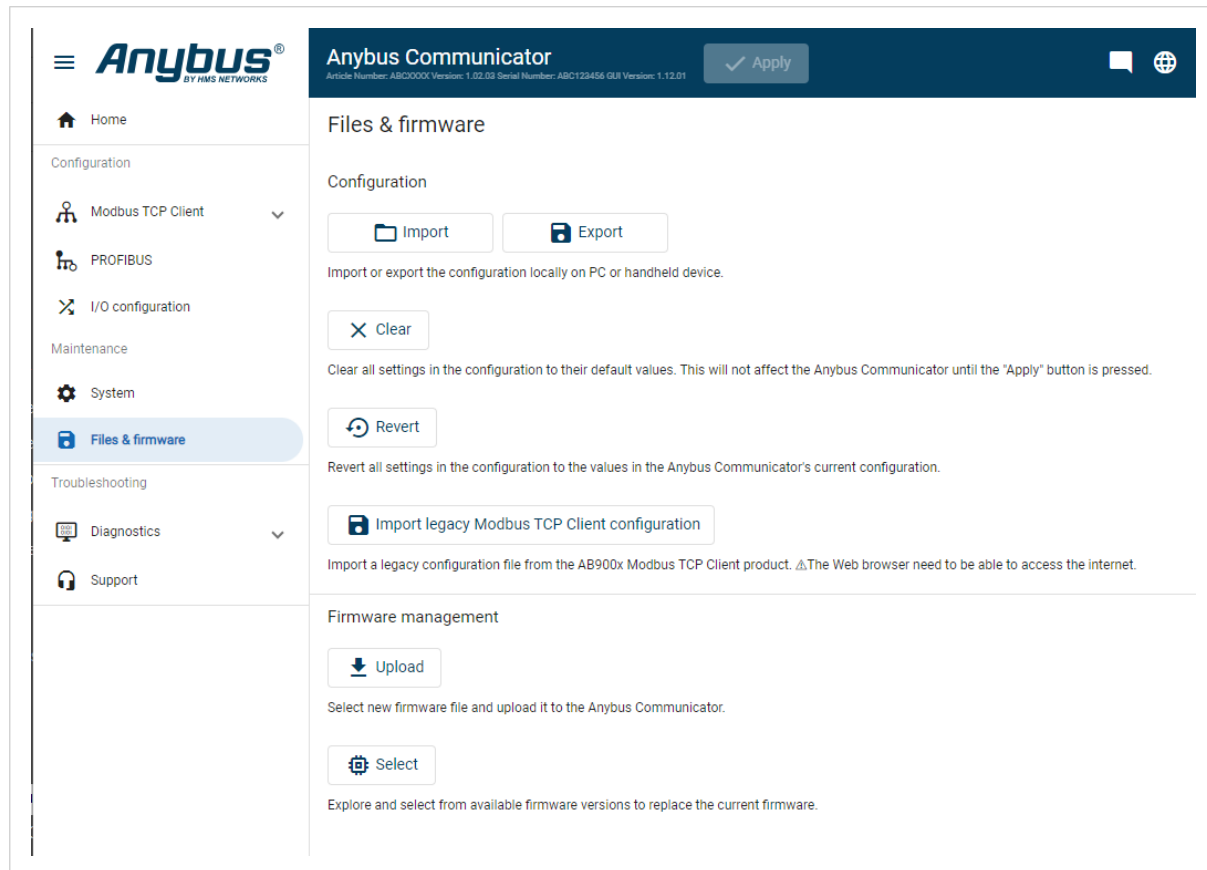 Anybus®
BY HMS NETWORKS
Anybus Communicator
Article Number: ABC3000X Version: 1.02.03 Serial Number: ABC123456 GUI Version: 1.12.01
Apply
Home
Configuration
Modbus TCP Client
PROFIBUS
I/O configuration
Maintenance
System
Files & firmware
Troubleshooting
Diagnostics
Support
Files & firmware
Configuration
Import
Export
Import or export the configuration locally on PC or handheld device.
Clear
Clear all settings in the configuration to their default values. This will not affect the Anybus Communicator until the "Apply" button is pressed.
Revert
Revert all settings in the configuration to the values in the Anybus Communicator's current configuration.
Import legacy Modbus TCP Client configuration
Import a legacy configuration file from the AB900x Modbus TCP Client product. ⚠The Web browser need to be able to access the internet.
Firmware management
Upload
Select new firmware file and upload it to the Anybus Communicator.
Select
Explore and select from available firmware versions to replace the current firmware.